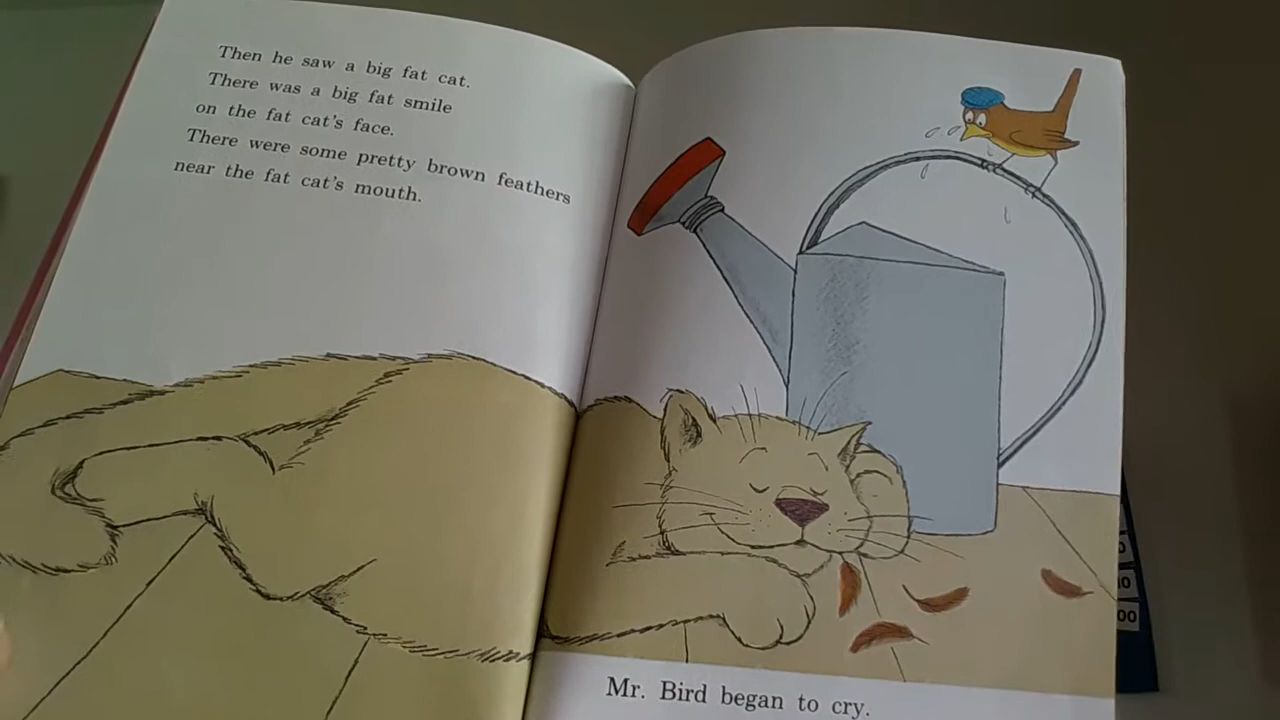 Then he saw a big fat cat.
There was a big fat smile
on the fat cat's face.
There were some pretty brown feathers
near the fat cat's mouth.
Mr. Bird began to cry.
00